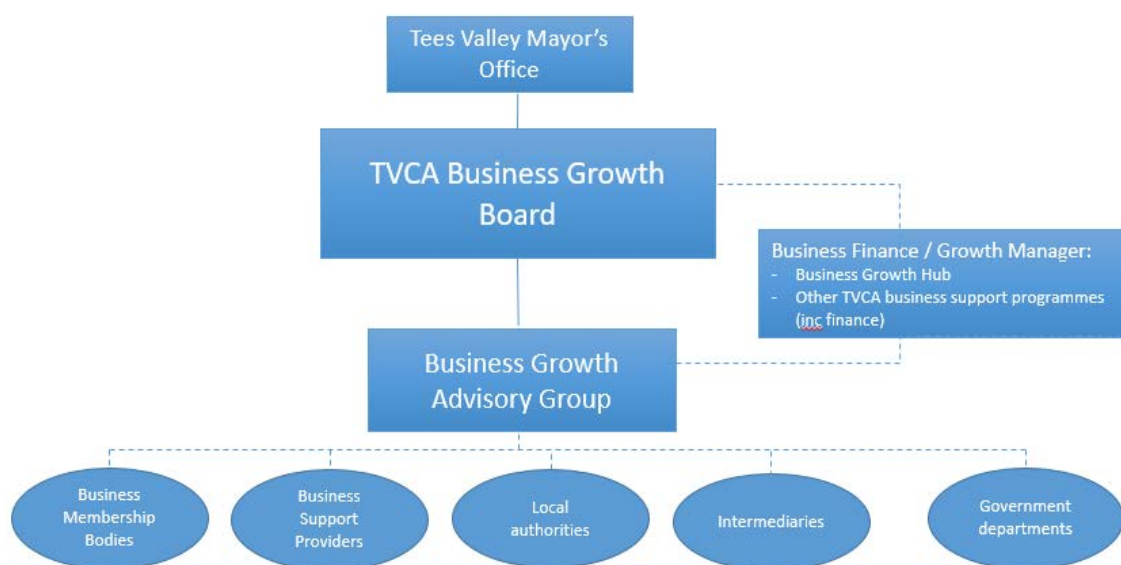 Tees Valley Mayor's
Office
TVCA Business Growth
Board
Business Finance / Growth Manager:
- Business Growth Hub
- Other TVCA business support programmes
(inc finance)
Business Growth
Advisory Group
Business
Membership
Bodies
Business
Support
Providers
Local
authorities
Intermediaries
Government
departments